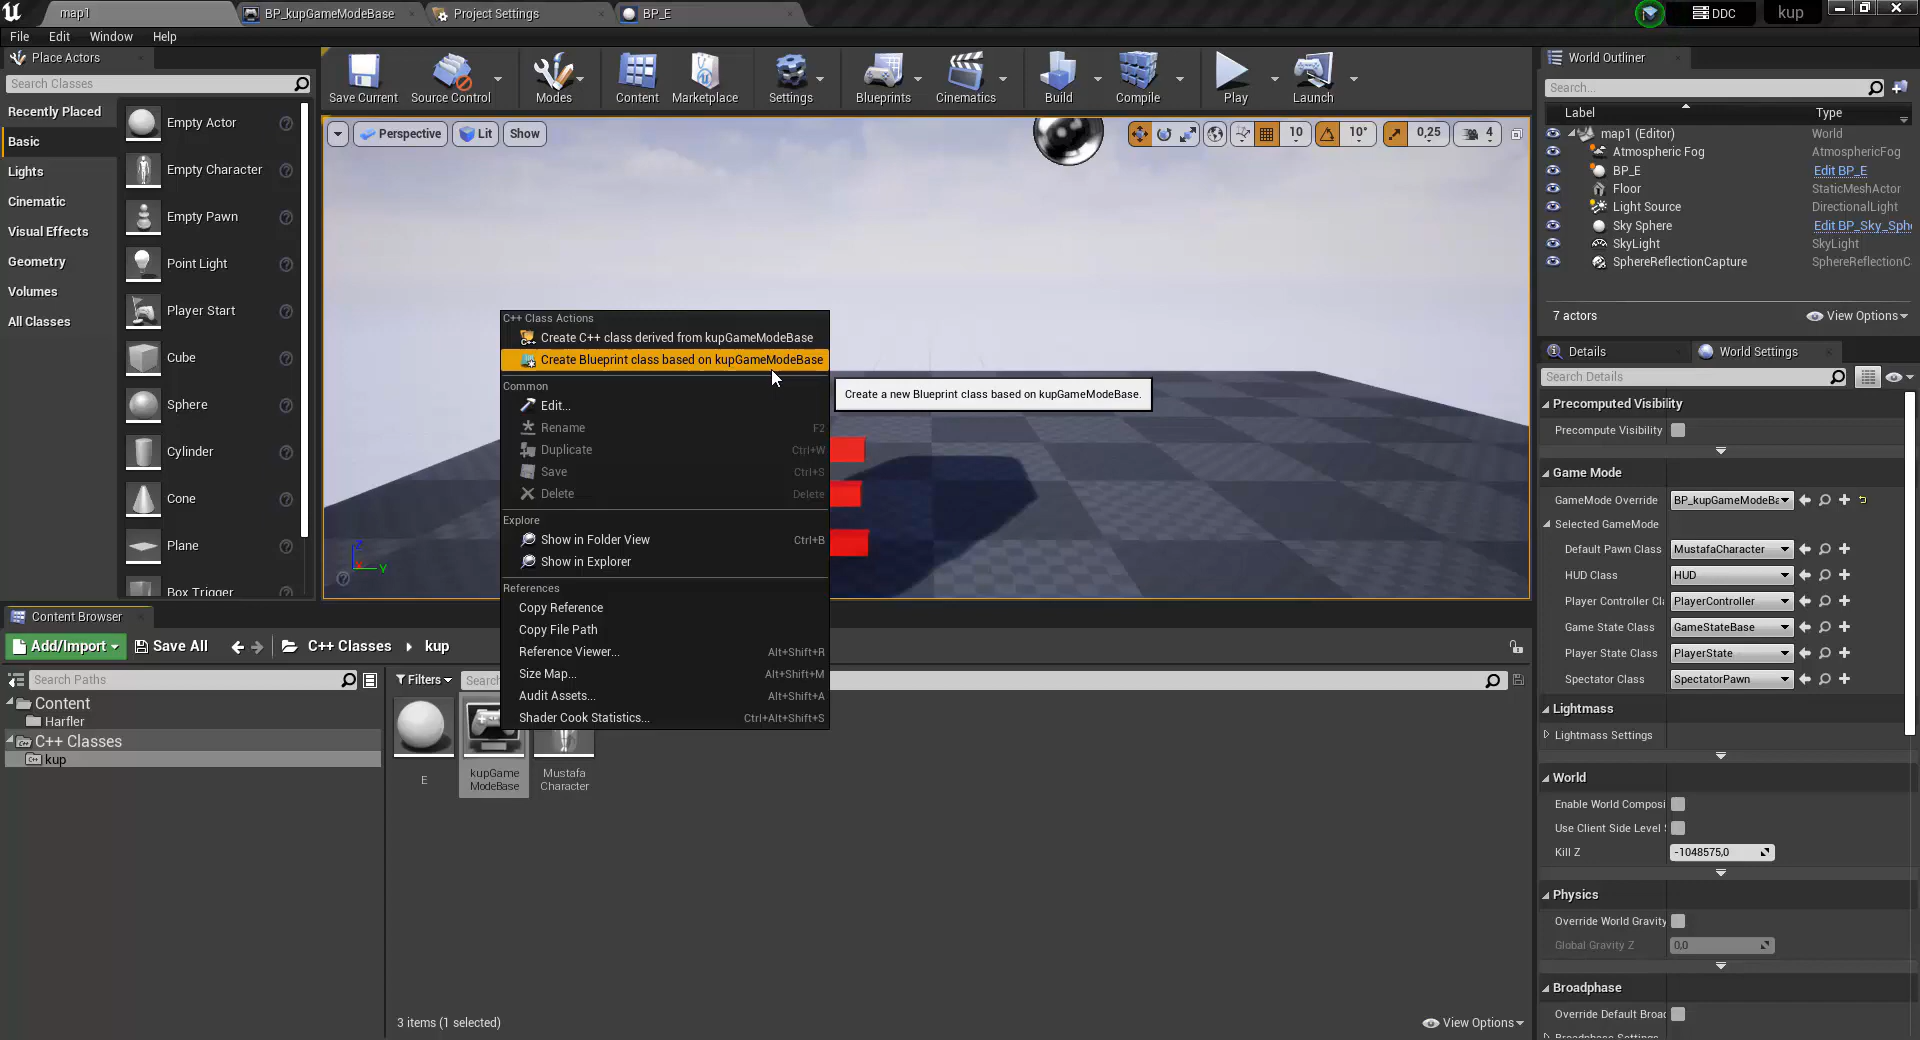 map1
BP_kupGameModeBase
Project Settings
BP_E
DDC
kup
File Edit Window Help
Place Actors
Search Classes
Recently Placed
Basic
Lights
Cinematic
Visual Effects
Geometry
Volumes
All Classes
Empty Actor
Empty Character
Empty Pawn
Point Light
Player Start
Cube
Sphere
Cylinder
Cone
Plane
Box Trigger
Save Current
Source Control
Modes
Content
Marketplace
Settings
Blueprints
Cinematics
Build
Compile
Play
Launch
Perspective
Lit
Show
10
10°
0,25
4
C++ Class Actions
Create C++ class derived from kupGameModeBase
Create Blueprint class based on kupGameModeBase
Common
Edit...
Rename F2
Duplicate Ctrl+W
Save Ctrl+S
Delete Delete
Explore
Show in Folder View Ctrl+B
Show in Explorer
References
Copy Reference
Copy File Path
Reference Viewer... Alt+Shift+R
Size Map... Alt+Shift+M
Audit Assets... Alt+Shift+A
Shader Cook Statistics... Ctrl+Alt+Shift+S
Create a new Blueprint class based on kupGameModeBase.
Z
X
Y
World Outliner
Search...
Label Type
map1 (Editor) World
Atmospheric Fog AtmosphericFog
BP_E Edit BP_E
Floor StaticMeshActor
Light Source DirectionalLight
Sky Sphere Edit BP_Sky_Sph
SkyLight SkyLight
SphereReflectionCapture SphereReflectionC
7 actors
View Options
Details
World Settings
Search Details
Precomputed Visibility
Precompute Visibility
Game Mode
GameMode Override BP_kupGameModeBa
Selected GameMode
Default Pawn Class MustafaCharacter
HUD Class HUD
Player Controller Cl PlayerController
Game State Class GameStateBase
Player State Class PlayerState
Spectator Class SpectatorPawn
Lightmass
Lightmass Settings
World
Enable World Composi
Use Client Side Level
Kill Z -1048575,0
Physics
Override World Gravity
Global Gravity Z 0,0
Broadphase
Override Default Broad
Content Browser
Add/Import
Save All
C++ Classes
kup
Search Paths
Filters
Searc
Content
Harfler
C++ Classes
kup
E
kupGame
ModeBase
Mustafa
Character
3 items (1 selected)
View Options